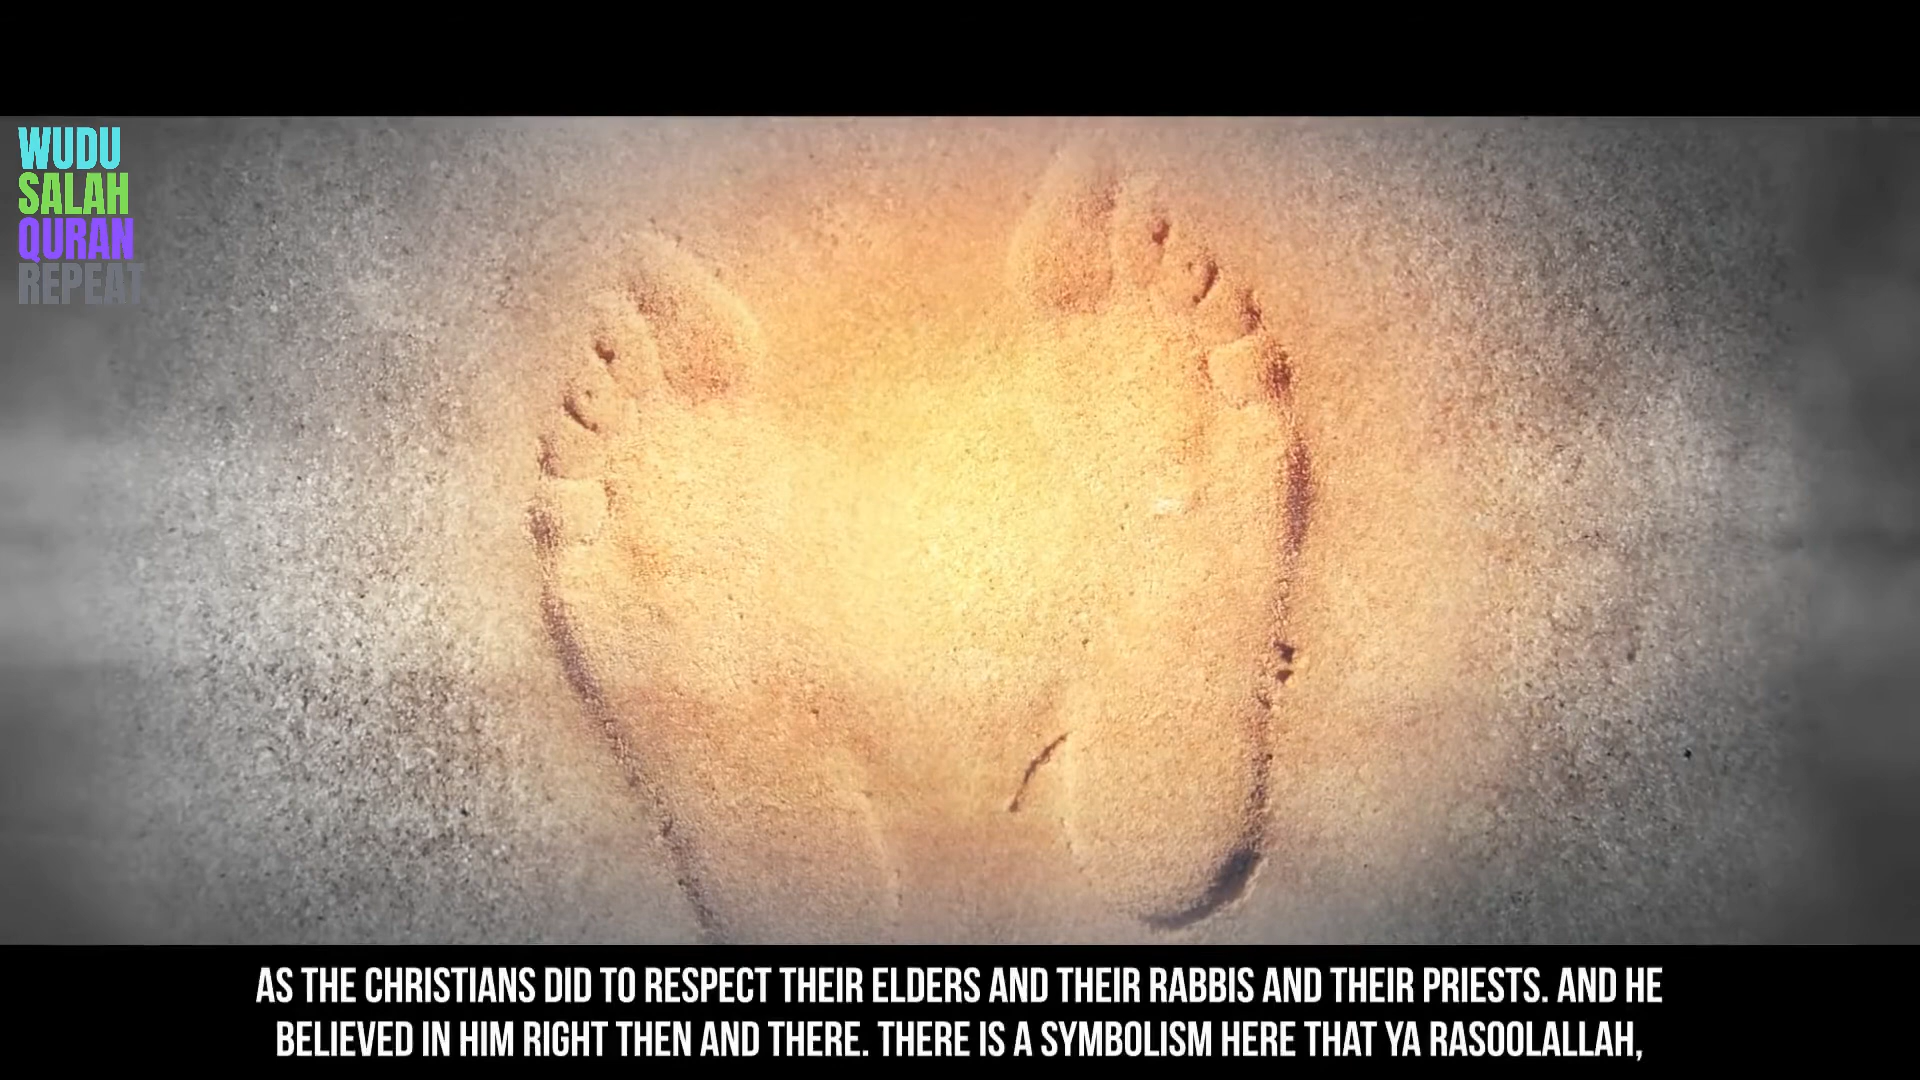 WUDU
SALAH
QURAN
REPEAT
AS THE CHRISTIANS DID TO RESPECT THEIR ELDERS AND THEIR RABBIS AND THEIR PRIESTS. AND HE
BELIEVED IN HIM RIGHT THEN AND THERE. THERE IS A SYMBOLISM HERE THAT YA RASOOLALLAH,